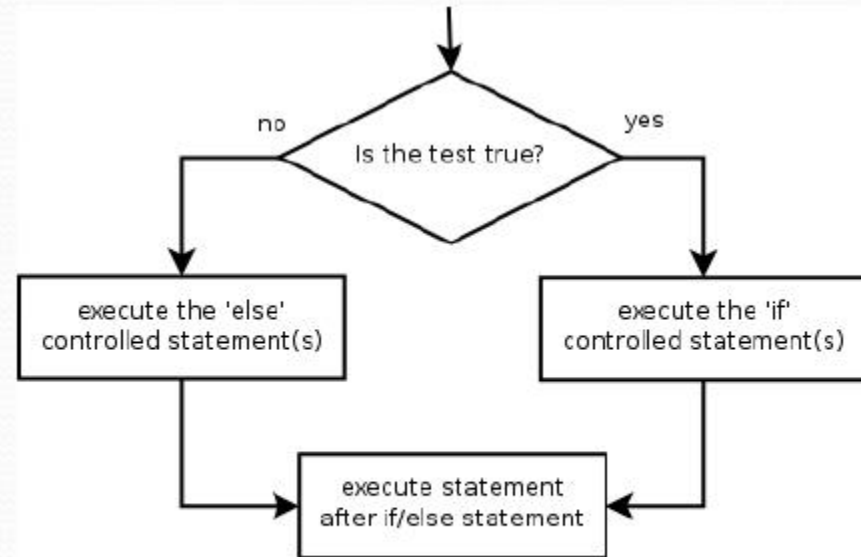 no
yes
Is the test true?
execute the 'else'
controlled statement(s)
execute the 'if'
controlled statement(s)
execute statement
after if/else statement